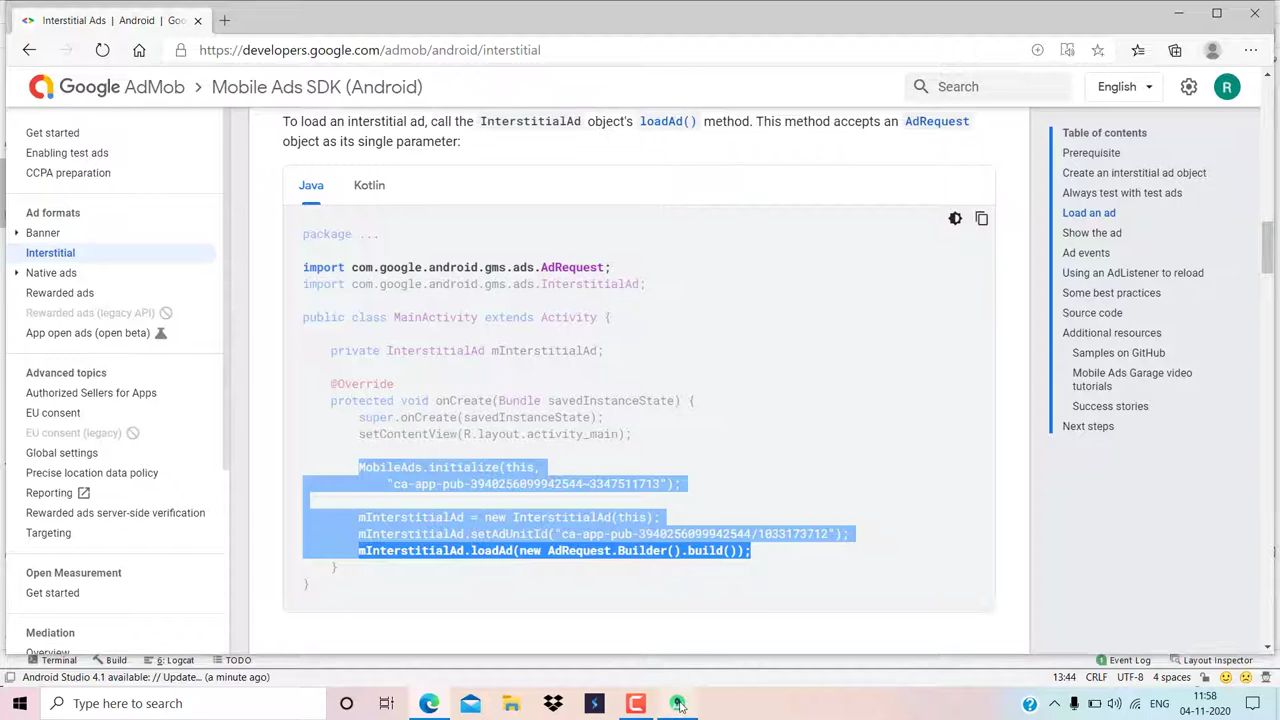 Interstitial Ads | Android | Goo
https://developers.google.com/admob/android/interstitial
Google AdMob > Mobile Ads SDK (Android)
Search
English
R
Get started
Enabling test ads
CCPA preparation
Ad formats
Banner
Interstitial
Native ads
Rewarded ads
Rewarded ads (legacy API)
App open ads (open beta)
Advanced topics
Authorized Sellers for Apps
EU consent
EU consent (legacy)
Global settings
Precise location data policy
Reporting
Rewarded ads server-side verification
Targeting
Open Measurement
Get started
Mediation
Overview
To load an interstitial ad, call the InterstitialAd object's loadAd() method. This method accepts an AdRequest
object as its single parameter:
Java Kotlin
package ...
import com.google.android.gms.ads.AdRequest;
import com.google.android.gms.ads.InterstitialAd;
public class MainActivity extends Activity {
private InterstitialAd mInterstitialAd;
@Override
protected void onCreate(Bundle savedInstanceState) {
super.onCreate(savedInstanceState);
setContentView(R.layout.activity_main);
MobileAds.initialize(this,
"ca-app-pub-3940256099942544~3347511713");
mInterstitialAd = new InterstitialAd(this);
mInterstitialAd.setAdUnitId("ca-app-pub-3940256099942544/1033173712");
mInterstitialAd.loadAd(new AdRequest.Builder().build());
}
}
Table of contents
Prerequisite
Create an interstitial ad object
Always test with test ads
Load an ad
Show the ad
Ad events
Using an AdListener to reload
Some best practices
Source code
Additional resources
Samples on GitHub
Mobile Ads Garage video
tutorials
Success stories
Next steps
Terminal Build 6: Logcat TODO Event Log Layout Inspector
Android Studio 4.1 available: // Update... (a minute ago) 13:44 CRLF UTF-8 4 spaces
Type here to search
ENG
11:58
04-11-2020